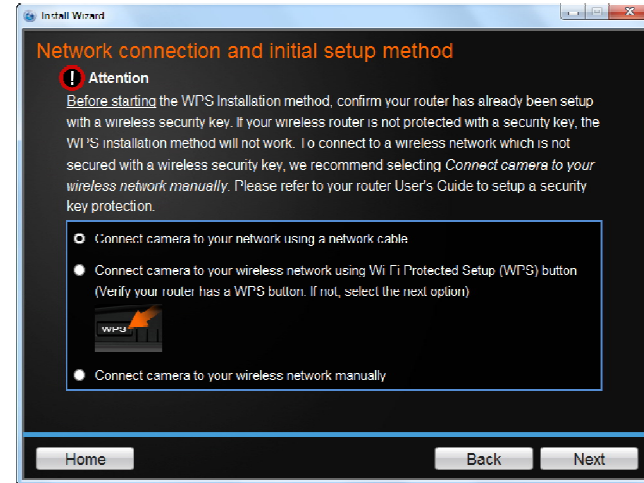 Install Wizard
Network connection and initial setup method
! Attention
Before starting the WPS Installation method, confirm your router has already been setup
with a wireless security key. If your wireless router is not protected with a security key, the
WPS installation method will not work. To connect to a wireless network which is not
secured with a wireless security key, we recommend selecting Connect camera to your
wireless network manually. Please refer to your router User's Guide to setup a security
key protection.
Connect camera to your network using a network cable
Connect camera to your wireless network using Wi Fi Protected Setup (WPS) button
(Verify your router has a WPS button. If not, select the next option)
WPS
Connect camera to your wireless network manually
Home
Back
Next